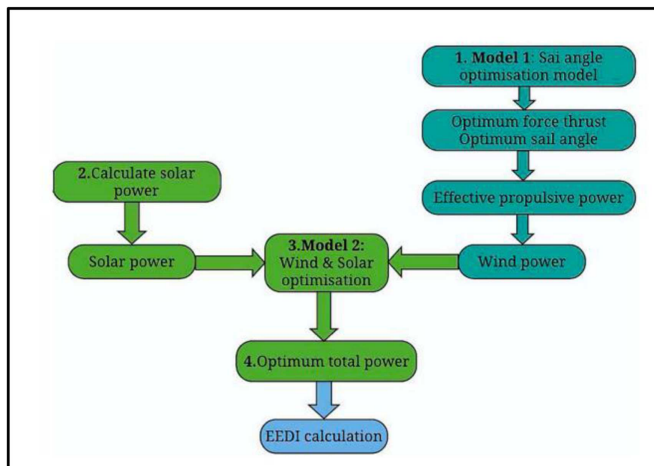 1. Model 1: Sai angle
optimisation model
Optimum force thrust
Optimum sail angle
2.Calculate solar
power
Effective propulsive power
Solar power
3.Model 2:
Wind & Solar
optimisation
Wind power
4.Optimum total power
EEDI calculation